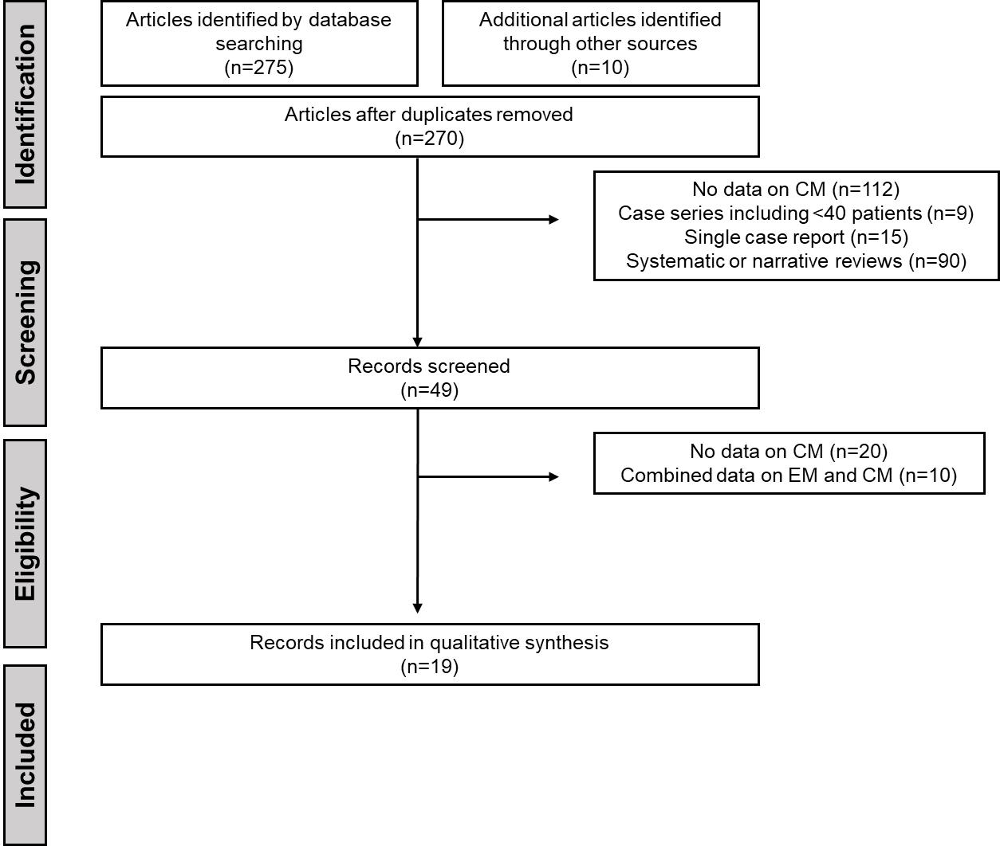 Identification
Articles identified by database
searching
(n=275)
Additional articles identified
through other sources
(n=10)
Articles after duplicates removed
(n=270)
No data on CM (n=112)
Case series including <40 patients (n=9)
Single case report (n=15)
Systematic or narrative reviews (n=90)
Screening
Records screened
(n=49)
Eligibility
No data on CM (n=20)
Combined data on EM and CM (n=10)
Records included in qualitative synthesis
(n=19)
Included